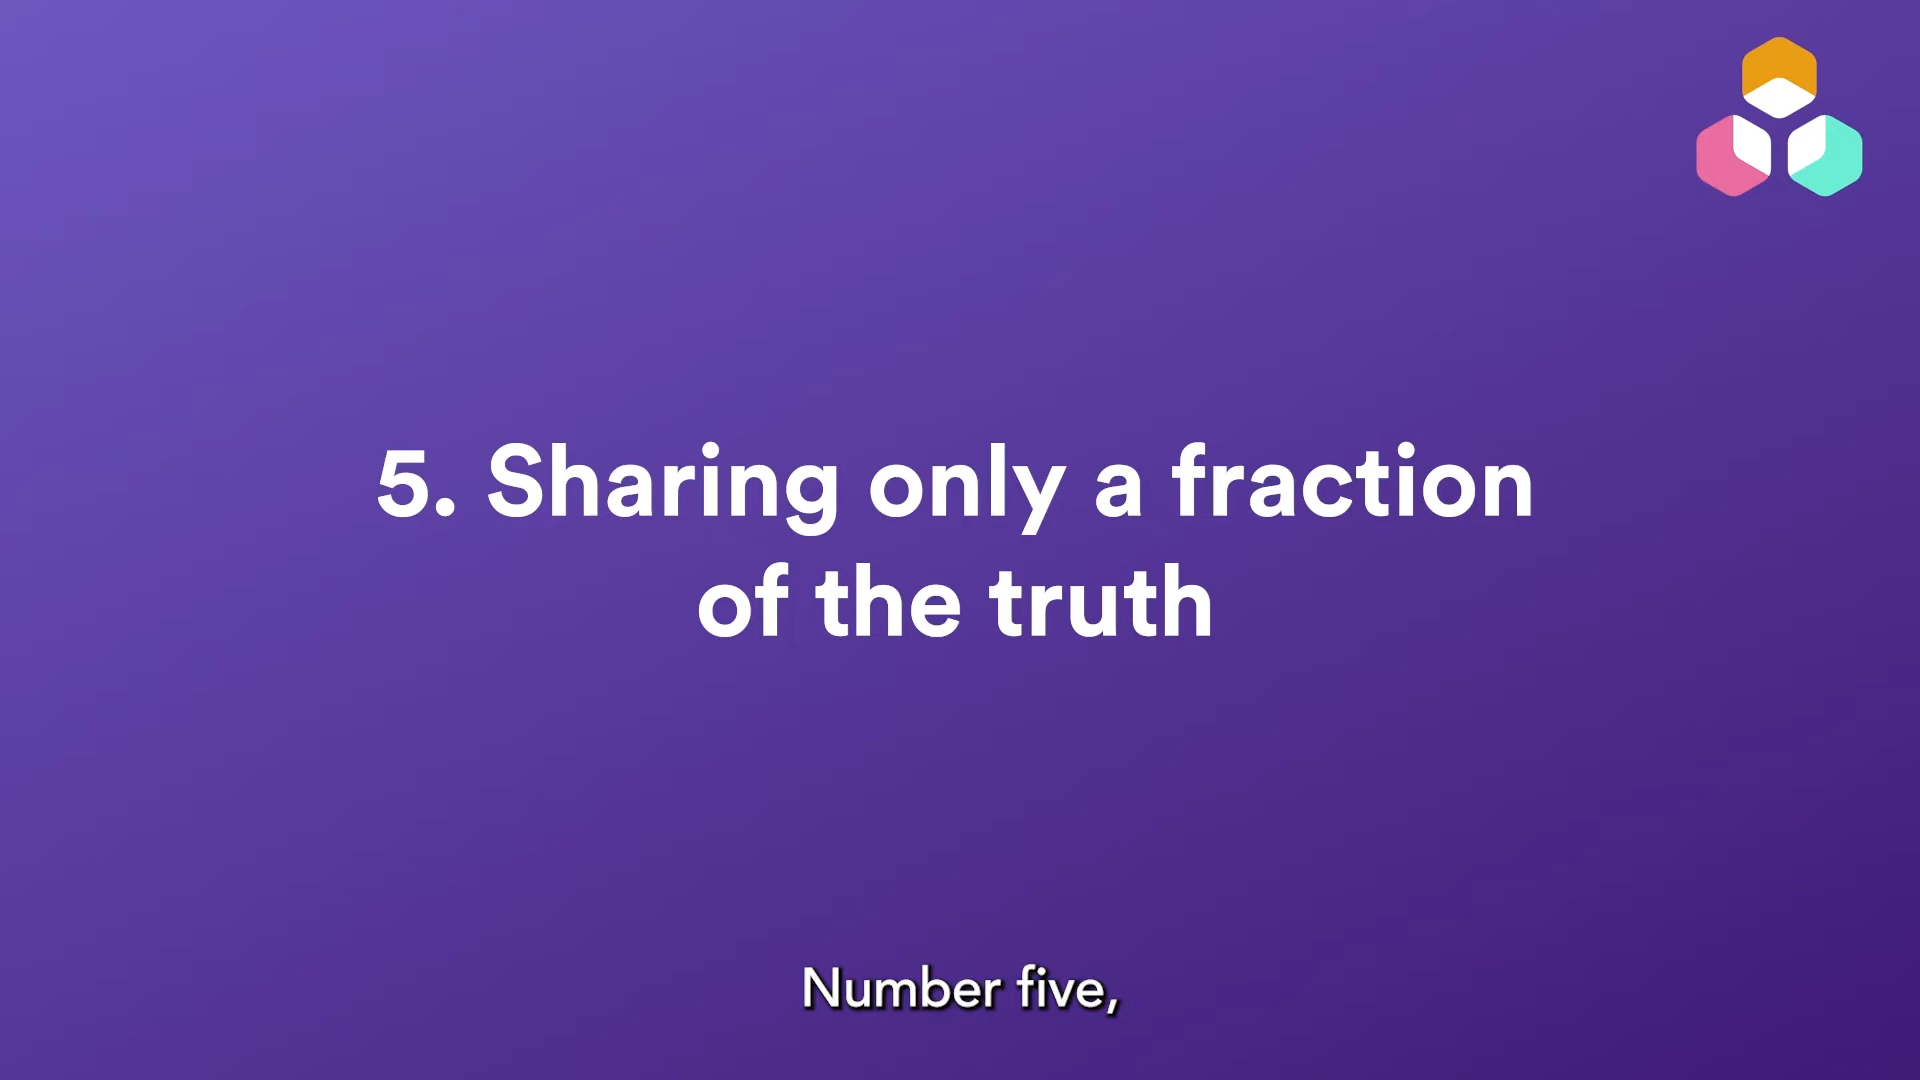 5. Sharing only a fraction
of the truth
Number five,